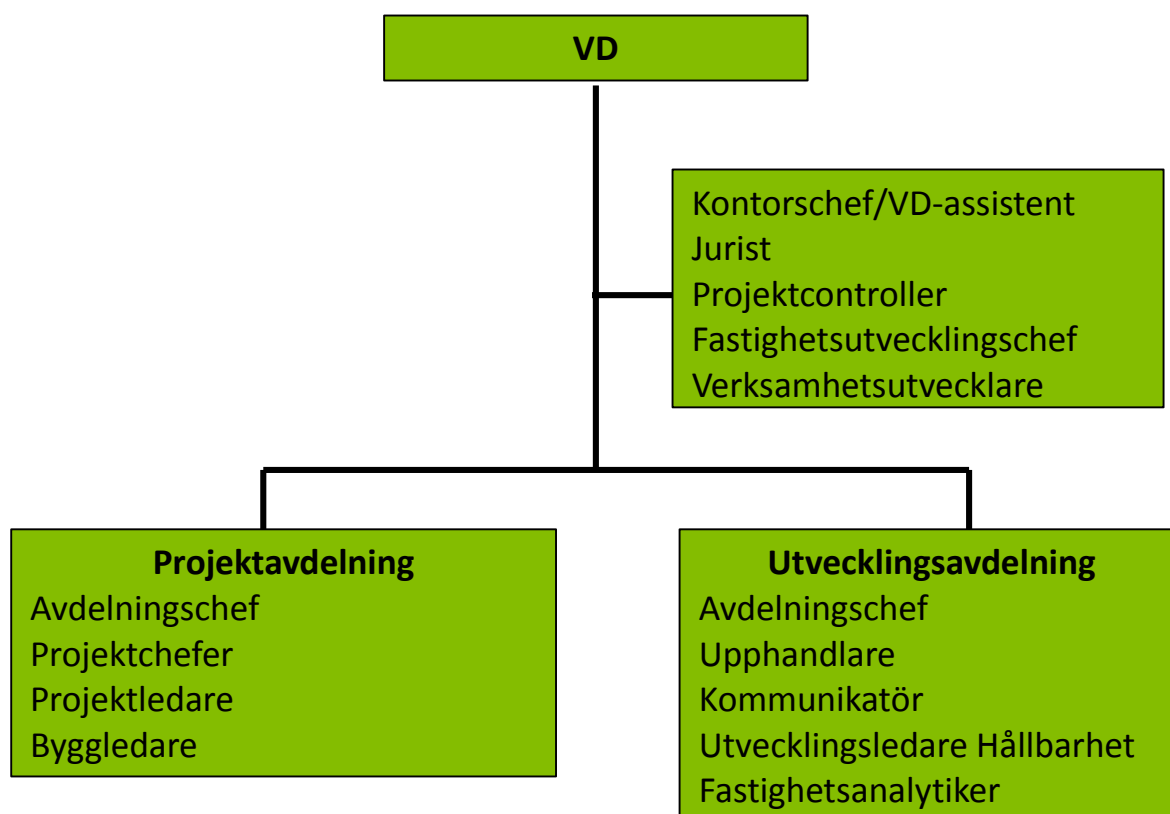 VD
Kontorschef/VD-assistent
Jurist
Projektcontroller
Fastighetsutvecklingschef
Verksamhetsutvecklare
Projektavdelning
Avdelningschef
Projektchefer
Projektledare
Byggledare
Utvecklingsavdelning
Avdelningschef
Upphandlare
Kommunikatör
Utvecklingsledare Hållbarhet
Fastighetsanalytiker